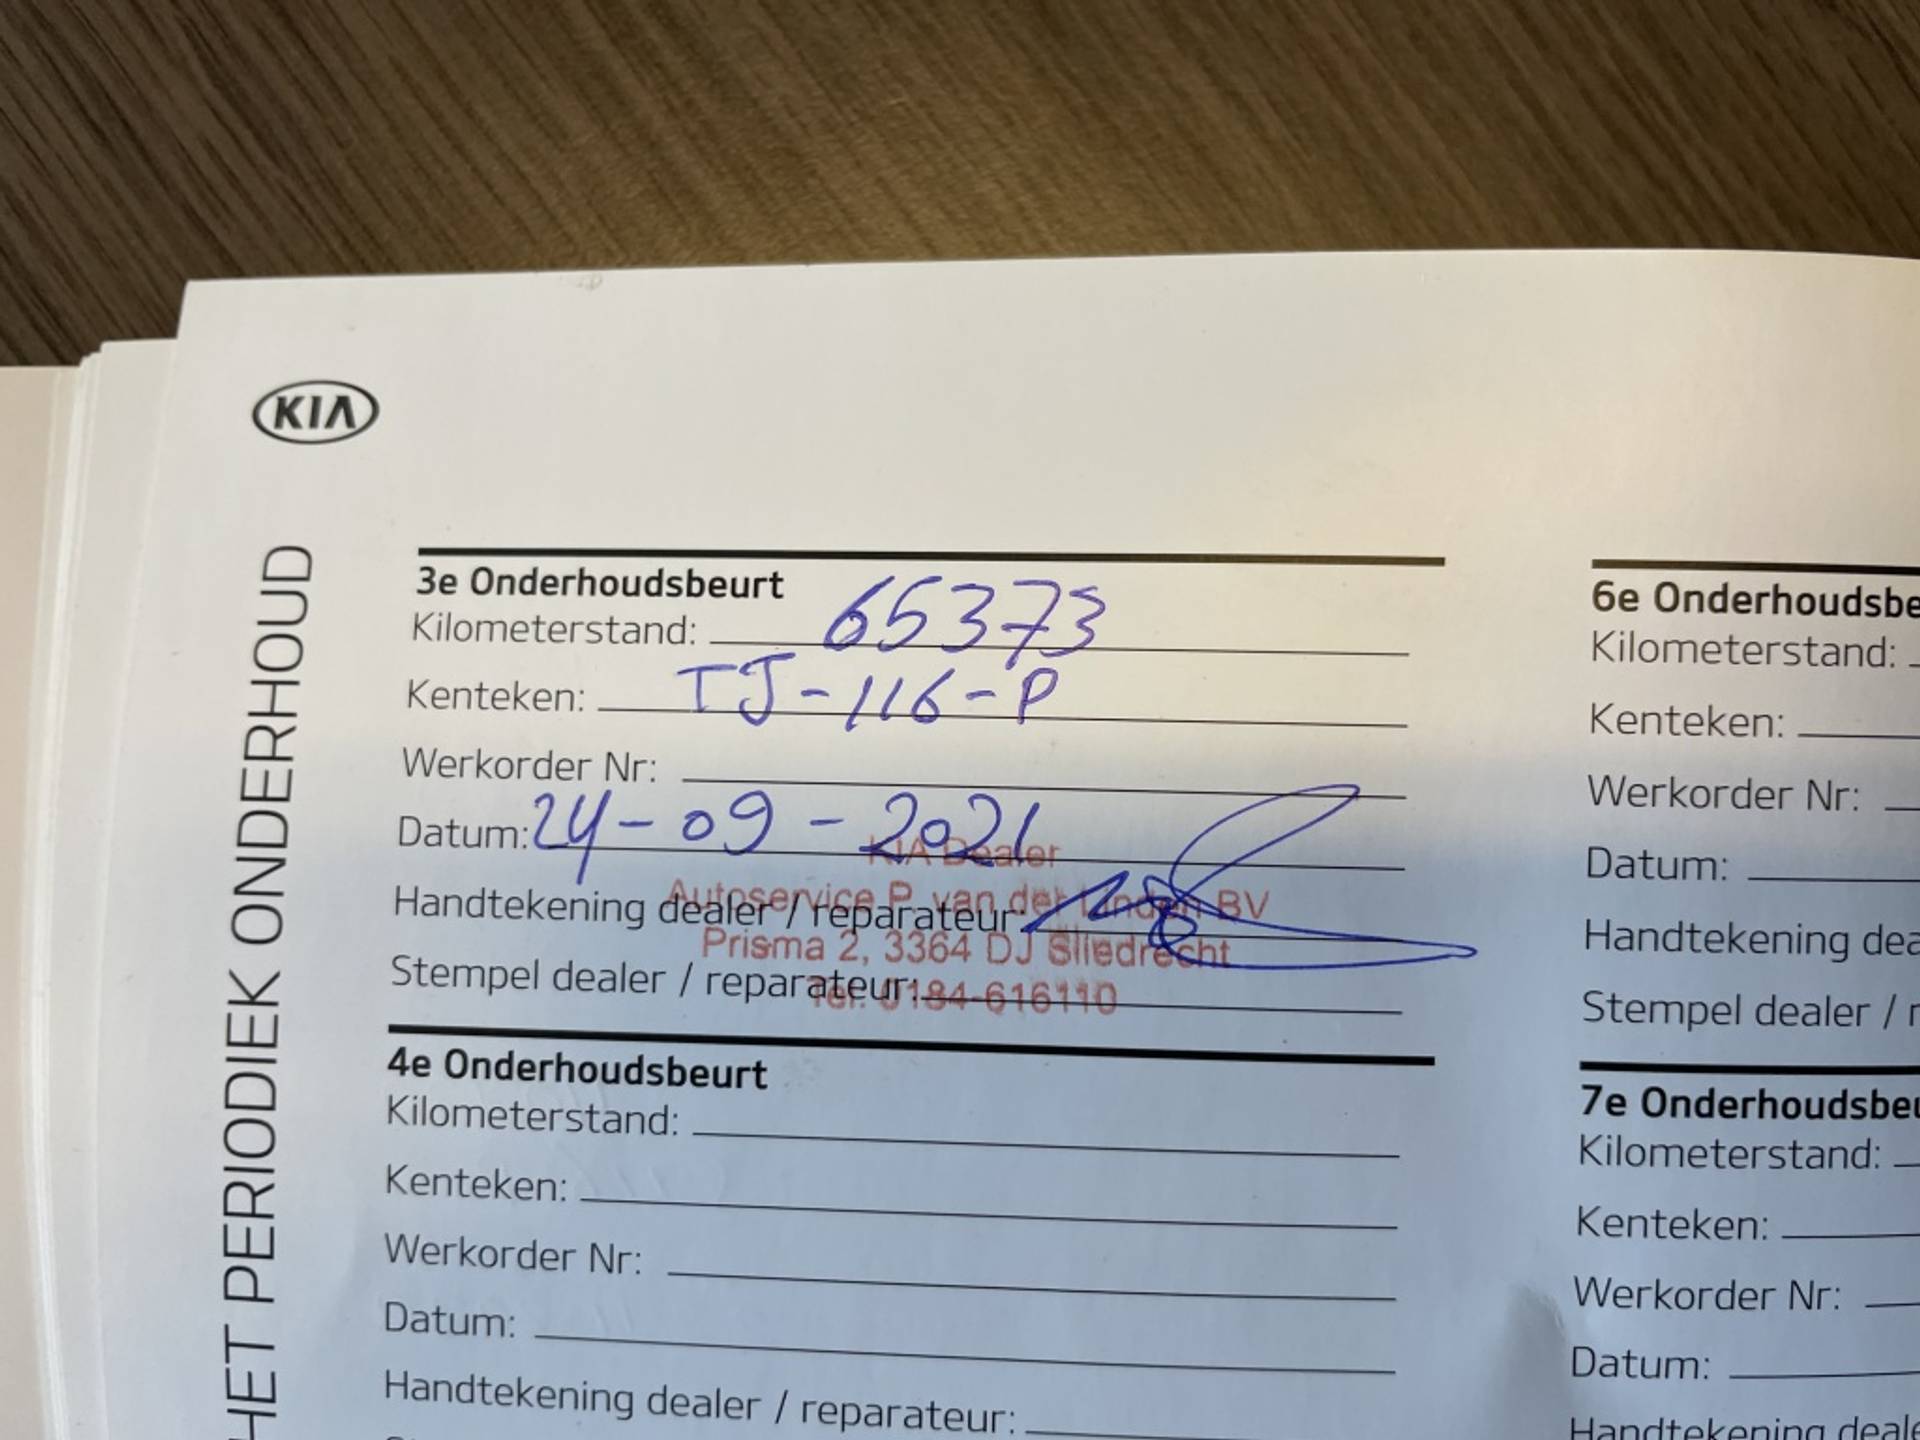 KIA
HET PERIODIEK ONDERHOUD
3e Onderhoudsbeurt
Kilometerstand: 65373
Kenteken: TJ-116-P
Werkorder Nr:
Datum: 24-09-2021
KIA Dealer
Autoservice P. van der Linden BV
Handtekening dealer / reparateur:
Prisma 2, 3364 DJ Sliedrecht
Stempel dealer / reparateur:
Tel. 0184-616110
4e Onderhoudsbeurt
Kilometerstand:
Kenteken:
Werkorder Nr:
Datum:
Handtekening dealer / reparateur:
6e Onderhoudsbe
Kilometerstand:
Kenteken:
Werkorder Nr:
Datum:
Handtekening dea
Stempel dealer / r
7e Onderhoudsbeu
Kilometerstand:
Kenteken:
Werkorder Nr:
Datum:
Handtekening deale